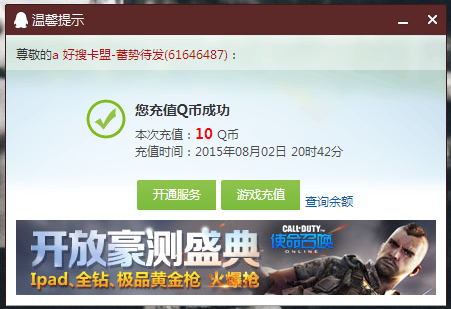 温馨提示
尊敬的a 好搜卡盟-蓄势待发(61646487)：
您充值Q币成功
本次充值：10 Q币
充值时间：2015年08月02日 20时42分
开通服务 游戏充值 查询余额
开放豪测盛典
CALL OF DUTY
使命召唤
ONLINE
Ipad、全钻、极品黄金枪 火爆抢